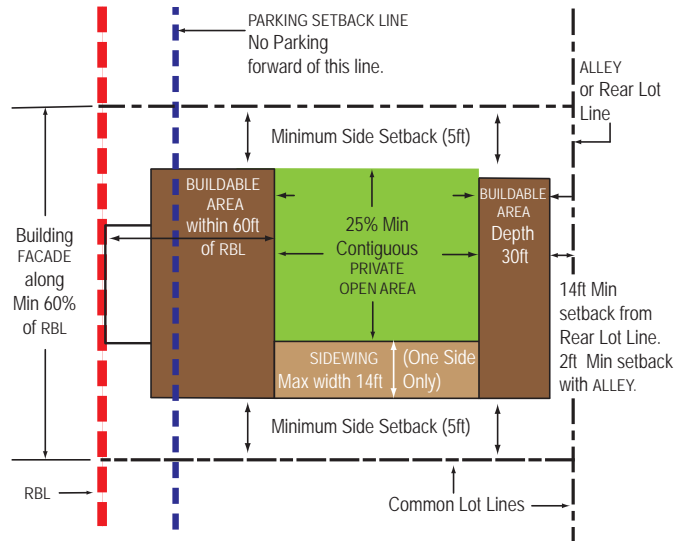 PARKING SETBACK LINE
No Parking
forward of this line.
ALLEY
or Rear Lot
Line
Minimum Side Setback (5ft)
BUILDABLE
AREA
within 60ft
of RBL
25% Min
Contiguous
PRIVATE
OPEN AREA
BUILDABLE
AREA
Depth
30ft
Building
FACADE
along
Min 60%
of RBL
14ft Min
setback from
Rear Lot Line.
2ft Min setback
with ALLEY.
SIDEWING (One Side
Max width 14ft Only)
Minimum Side Setback (5ft)
RBL
Common Lot Lines